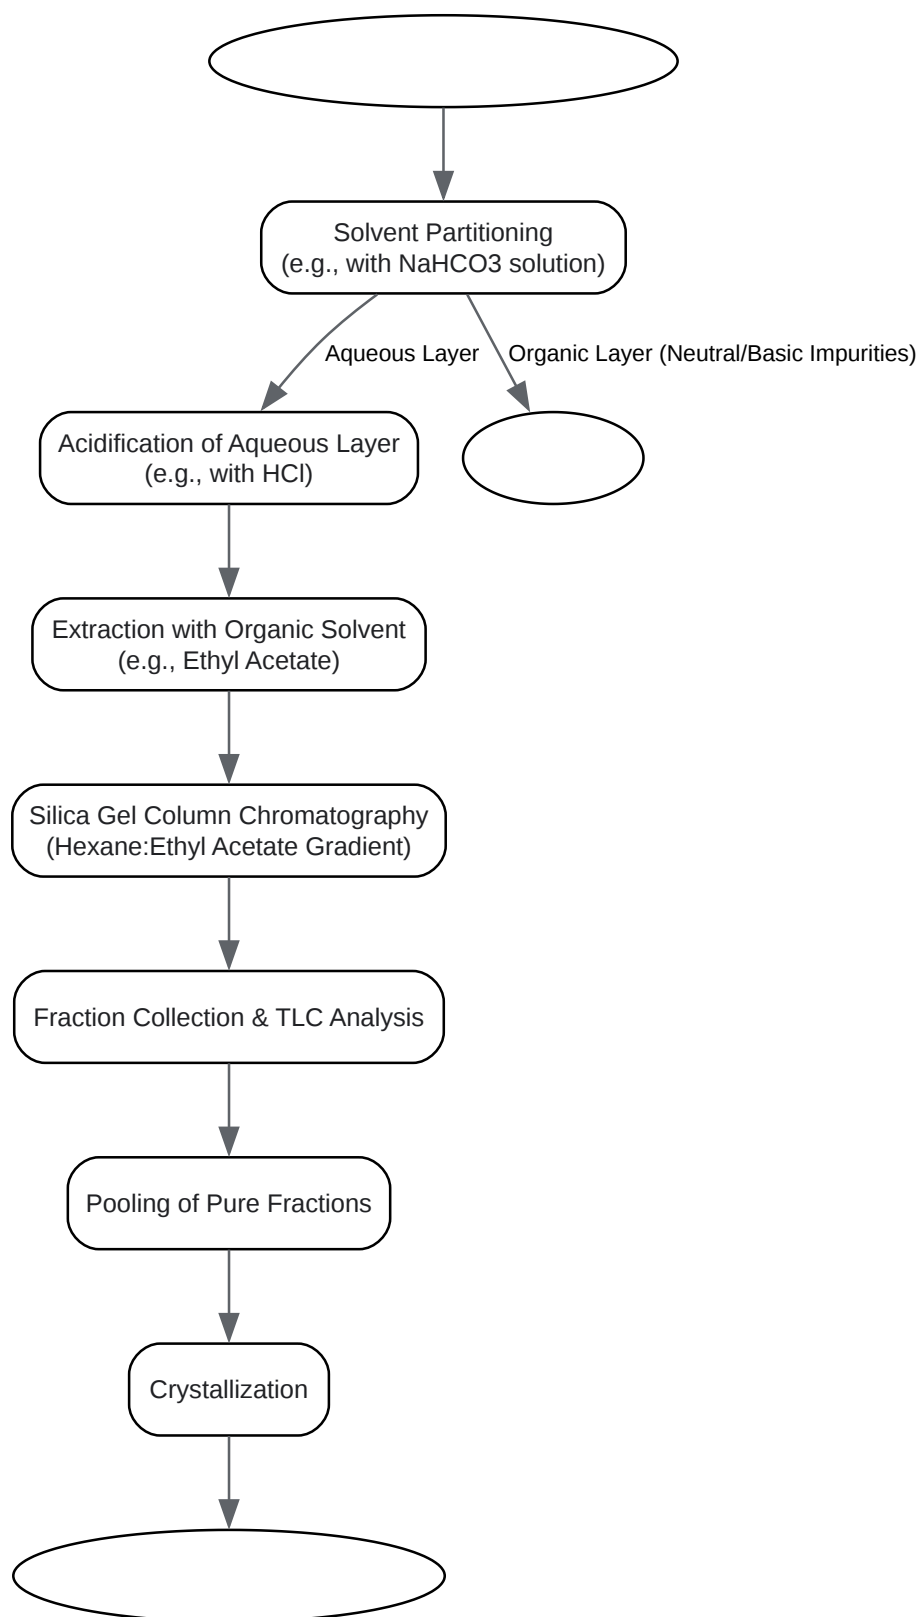 Solvent Partitioning
(e.g., with NaHCO3 solution)
Aqueous Layer
Organic Layer (Neutral/Basic Impurities)
Acidification of Aqueous Layer
(e.g., with HCl)
Extraction with Organic Solvent
(e.g., Ethyl Acetate)
Silica Gel Column Chromatography
(Hexane:Ethyl Acetate Gradient)
Fraction Collection & TLC Analysis
Pooling of Pure Fractions
Crystallization